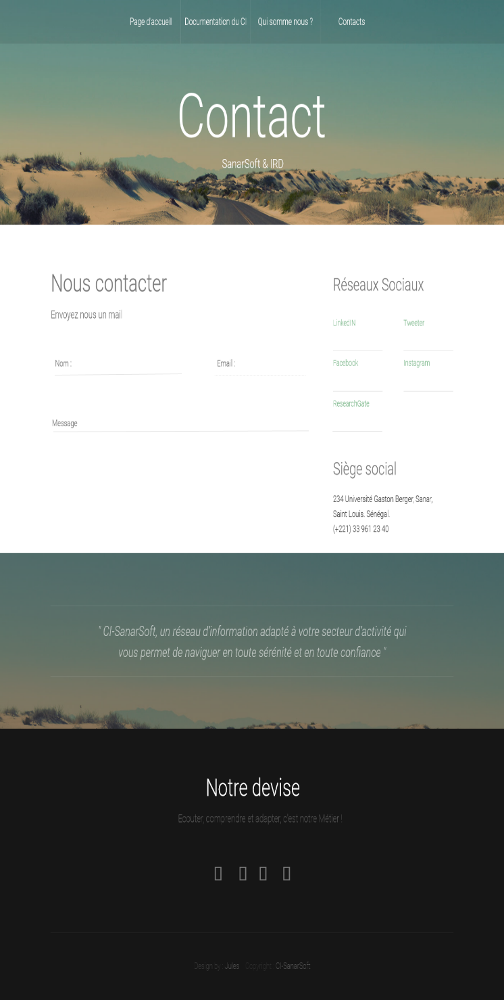 Page d'accueil
Documentation du CI
Qui somme nous ?
Contacts
Contact
SanarSoft & IRD
Nous contacter
Envoyez nous un mail
Nom :
Email :
Message
Réseaux Sociaux
LinkedIN
Tweeter
Facebook
Instagram
ResearchGate
Siège social
234 Université Gaston Berger, Sanar,
Saint Louis. Sénégal.
(+221) 33 961 23 40
" CI-SanarSoft, un réseau d'information adapté à votre secteur d'activité qui
vous permet de naviguer en toute sérénité et en toute confiance "
Notre devise
Ecouter, comprendre et adapter, c'est notre Métier !
Design by : Jules Copyright : CI-SanarSoft